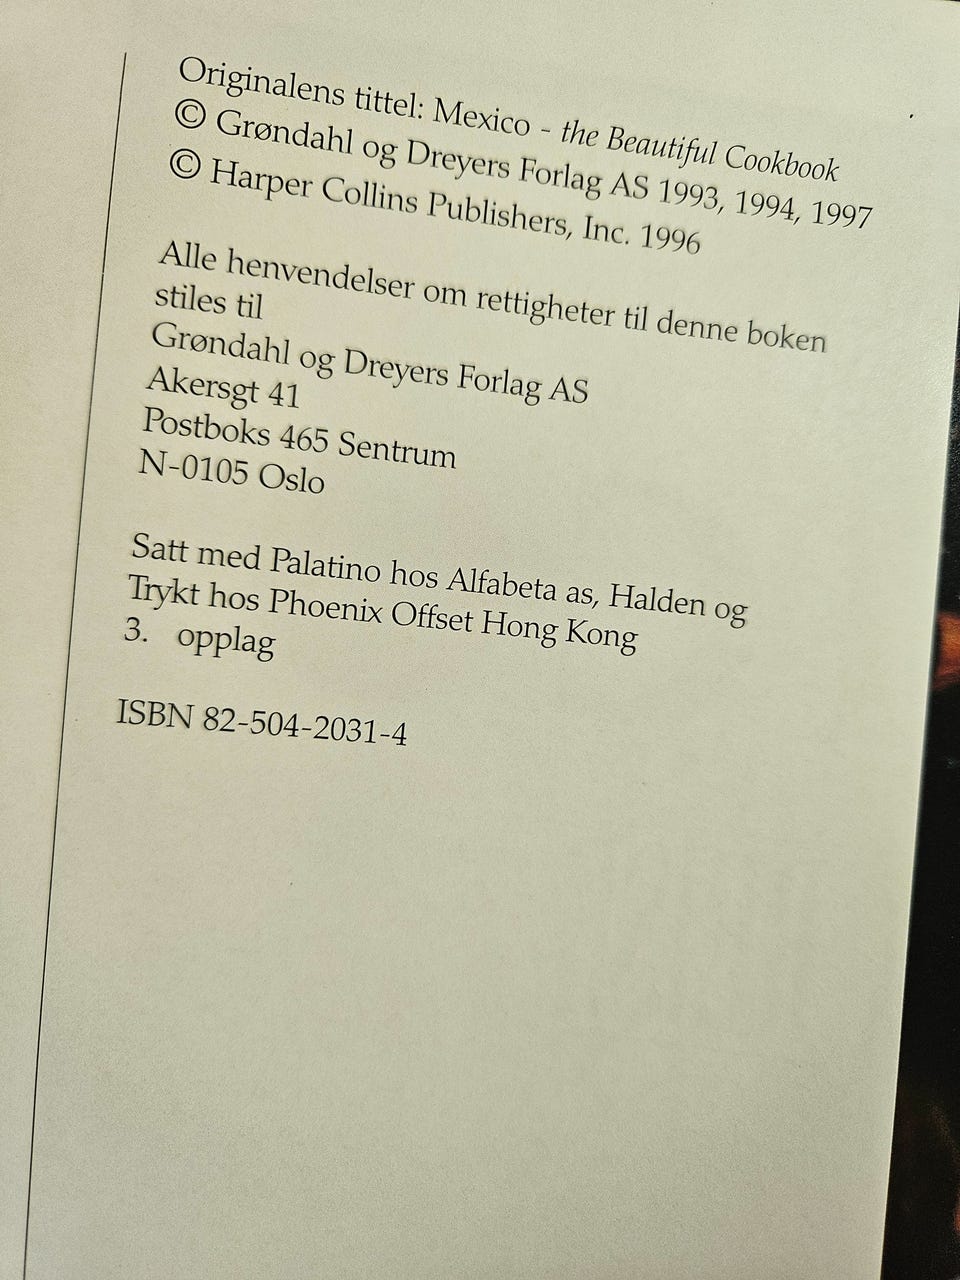 Originalens tittel: Mexico - the Beautiful Cookbook
© Grøndahl og Dreyers Forlag AS 1993, 1994, 1997
© Harper Collins Publishers, Inc. 1996
Alle henvendelser om rettigheter til denne boken
stiles til
Grøndahl og Dreyers Forlag AS
Akersgt 41
Postboks 465 Sentrum
N-0105 Oslo
Satt med Palatino hos Alfabeta as, Halden og
Trykt hos Phoenix Offset Hong Kong
3. opplag
ISBN 82-504-2031-4